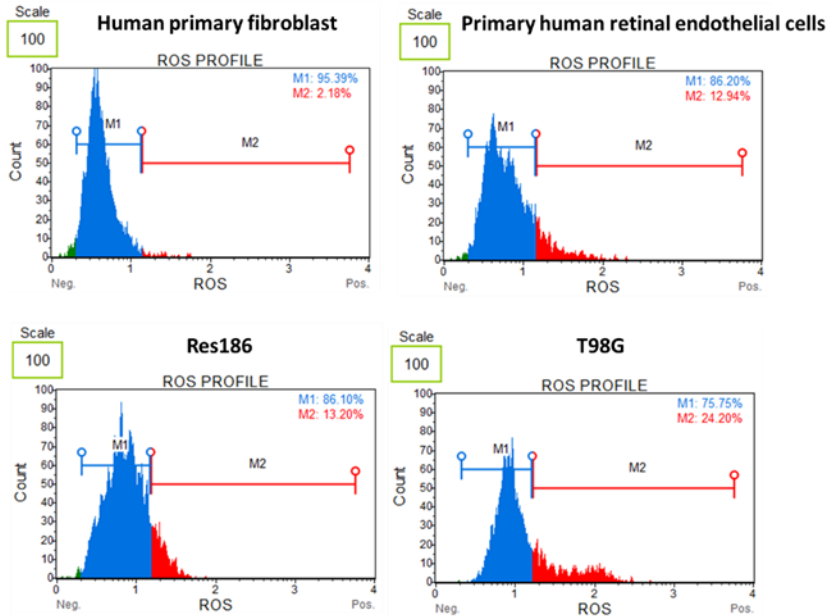 Scale
100
Human primary fibroblast
ROS PROFILE
M1: 95.39%
M2: 2.18%
M1
M2
Count
100
90
80
70
60
50
40
30
20
10
0
0 1 2 3 4
Neg. ROS Pos.
Scale
100
Primary human retinal endothelial cells
ROS PROFILE
M1: 86.20%
M2: 12.94%
M1
M2
Count
100
90
80
70
60
50
40
30
20
10
0
0 1 2 3 4
Neg. ROS Pos.
Scale
100
Res186
ROS PROFILE
M1: 86.10%
M2: 13.20%
M1
M2
Count
100
90
80
70
60
50
40
30
20
10
0
0 1 2 3 4
Neg. ROS Pos.
Scale
100
T98G
ROS PROFILE
M1: 75.75%
M2: 24.20%
M1
M2
Count
100
90
80
70
60
50
40
30
20
10
0
0 1 2 3 4
Neg. ROS Pos.